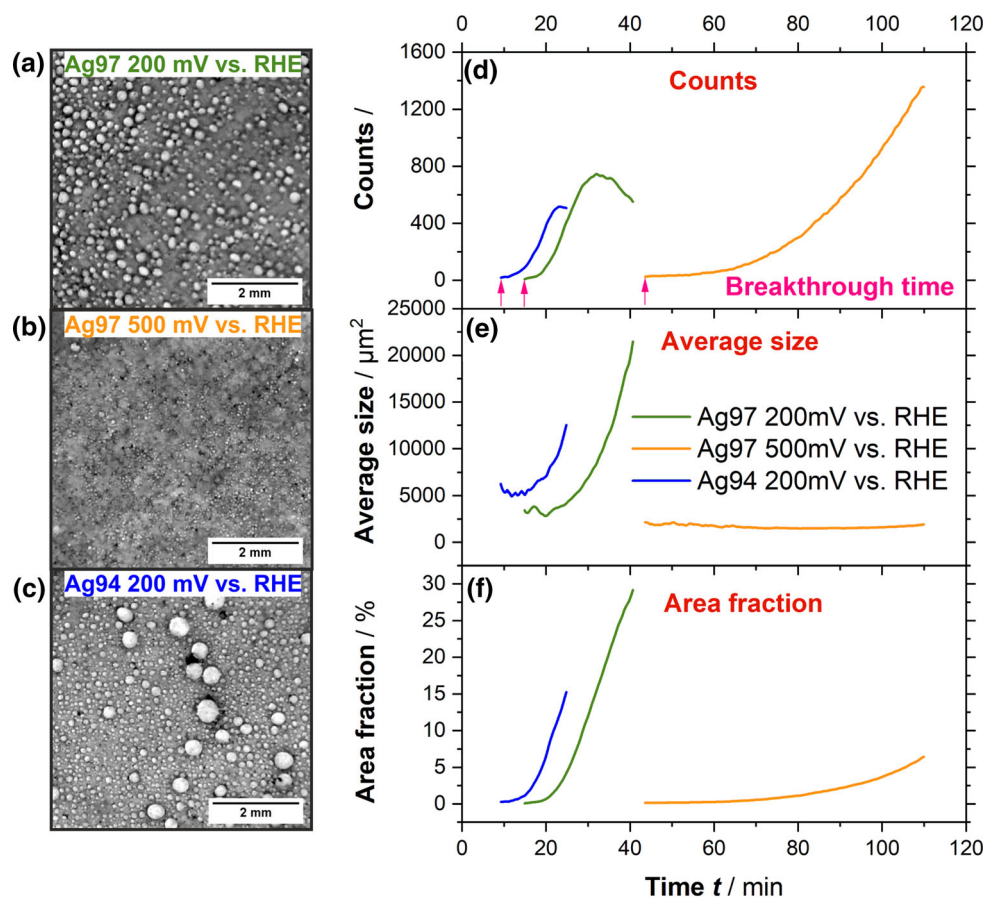 (a)
Ag97 200 mV vs. RHE
2 mm
(b)
Ag97 500 mV vs. RHE
2 mm
(c)
Ag94 200 mV vs. RHE
2 mm
0 20 40 60 80 100 120
(d)
Counts
Counts /
1600
1200
800
400
0
Breakthrough time
(e)
Average size
Average size / µm²
25000
20000
15000
10000
5000
0
Ag97 200mV vs. RHE
Ag97 500mV vs. RHE
Ag94 200mV vs. RHE
(f)
Area fraction
Area fraction / %
30
25
20
15
10
5
0
0 20 40 60 80 100 120
Time t / min